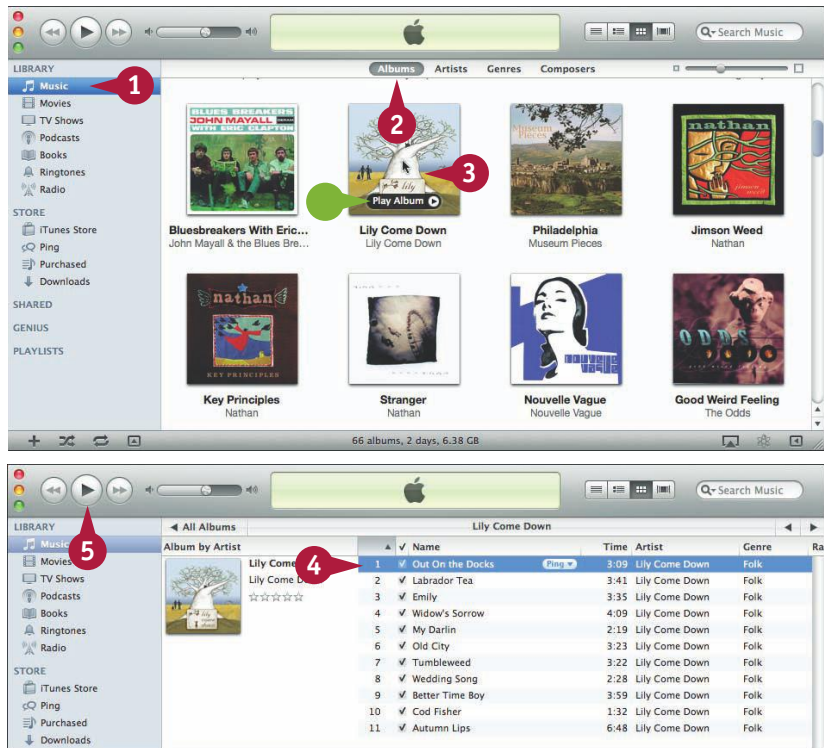 Search Music
LIBRARY
Music
Movies
TV Shows
Podcasts
Books
Ringtones
Radio
STORE
iTunes Store
Ping
Purchased
Downloads
SHARED
GENIUS
PLAYLISTS
1
Albums Artists Genres Composers
2
BLUES BREAKERS
JOHN MAYALL
WITH ERIC CLAPTON
lily
3
Play Album
Museum
Pieces
nathan
Bluesbreakers With Eric...
John Mayall & the Blues Bre...
Lily Come Down
Lily Come Down
Philadelphia
Museum Pieces
Jimson Weed
Nathan
nathan
KEY PRINCIPLES
nouvelle
vague
ODDS
Key Principles
Nathan
Stranger
Nathan
Nouvelle Vague
Nouvelle Vague
Good Weird Feeling
The Odds
66 albums, 2 days, 6.38 GB
Search Music
5
LIBRARY
Music
Movies
TV Shows
Podcasts
Books
Ringtones
Radio
STORE
iTunes Store
Ping
Purchased
Downloads
All Albums Lily Come Down
Album by Artist
Lily Come
Lily Come D
4
Name Time Artist Genre Ra
1 Out On the Docks Ping 3:09 Lily Come Down Folk
2 Labrador Tea 3:41 Lily Come Down Folk
3 Emily 3:35 Lily Come Down Folk
4 Widow's Sorrow 4:09 Lily Come Down Folk
5 My Darlin 2:19 Lily Come Down Folk
6 Old City 3:23 Lily Come Down Folk
7 Tumbleweed 3:22 Lily Come Down Folk
8 Wedding Song 2:28 Lily Come Down Folk
9 Better Time Boy 3:59 Lily Come Down Folk
10 Cod Fisher 1:32 Lily Come Down Folk
11 Autumn Lips 6:48 Lily Come Down Folk